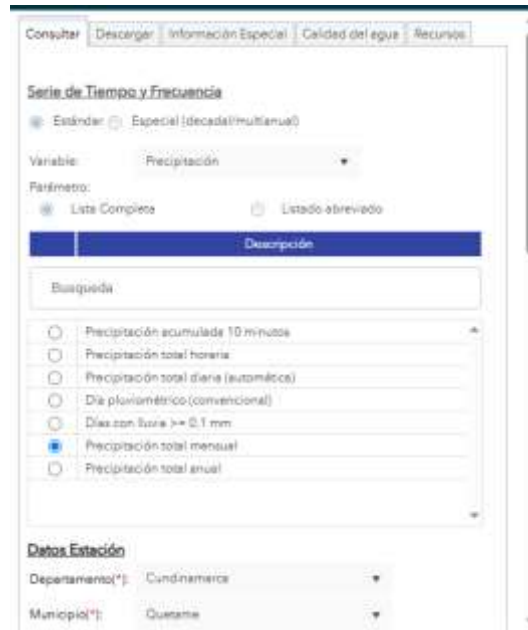 Consultar Descargar Información Especial Calidad del agua Recursos
Serie de Tiempo y Frecuencia
Estándar Especial (decadal/multianual)
Variable: Precipitación
Parámetro:
Lista Completa Listado abreviado
Descripción
Busqueda
Precipitación acumulada 10 minutos
Precipitación total horaria
Precipitación total diaria (automática)
Día pluviométrico (convencional)
Días con lluvia >= 0.1 mm
Precipitación total mensual
Precipitación total anual
Datos Estación
Departamento(*): Cundinamarca
Municipio(*): Quetame